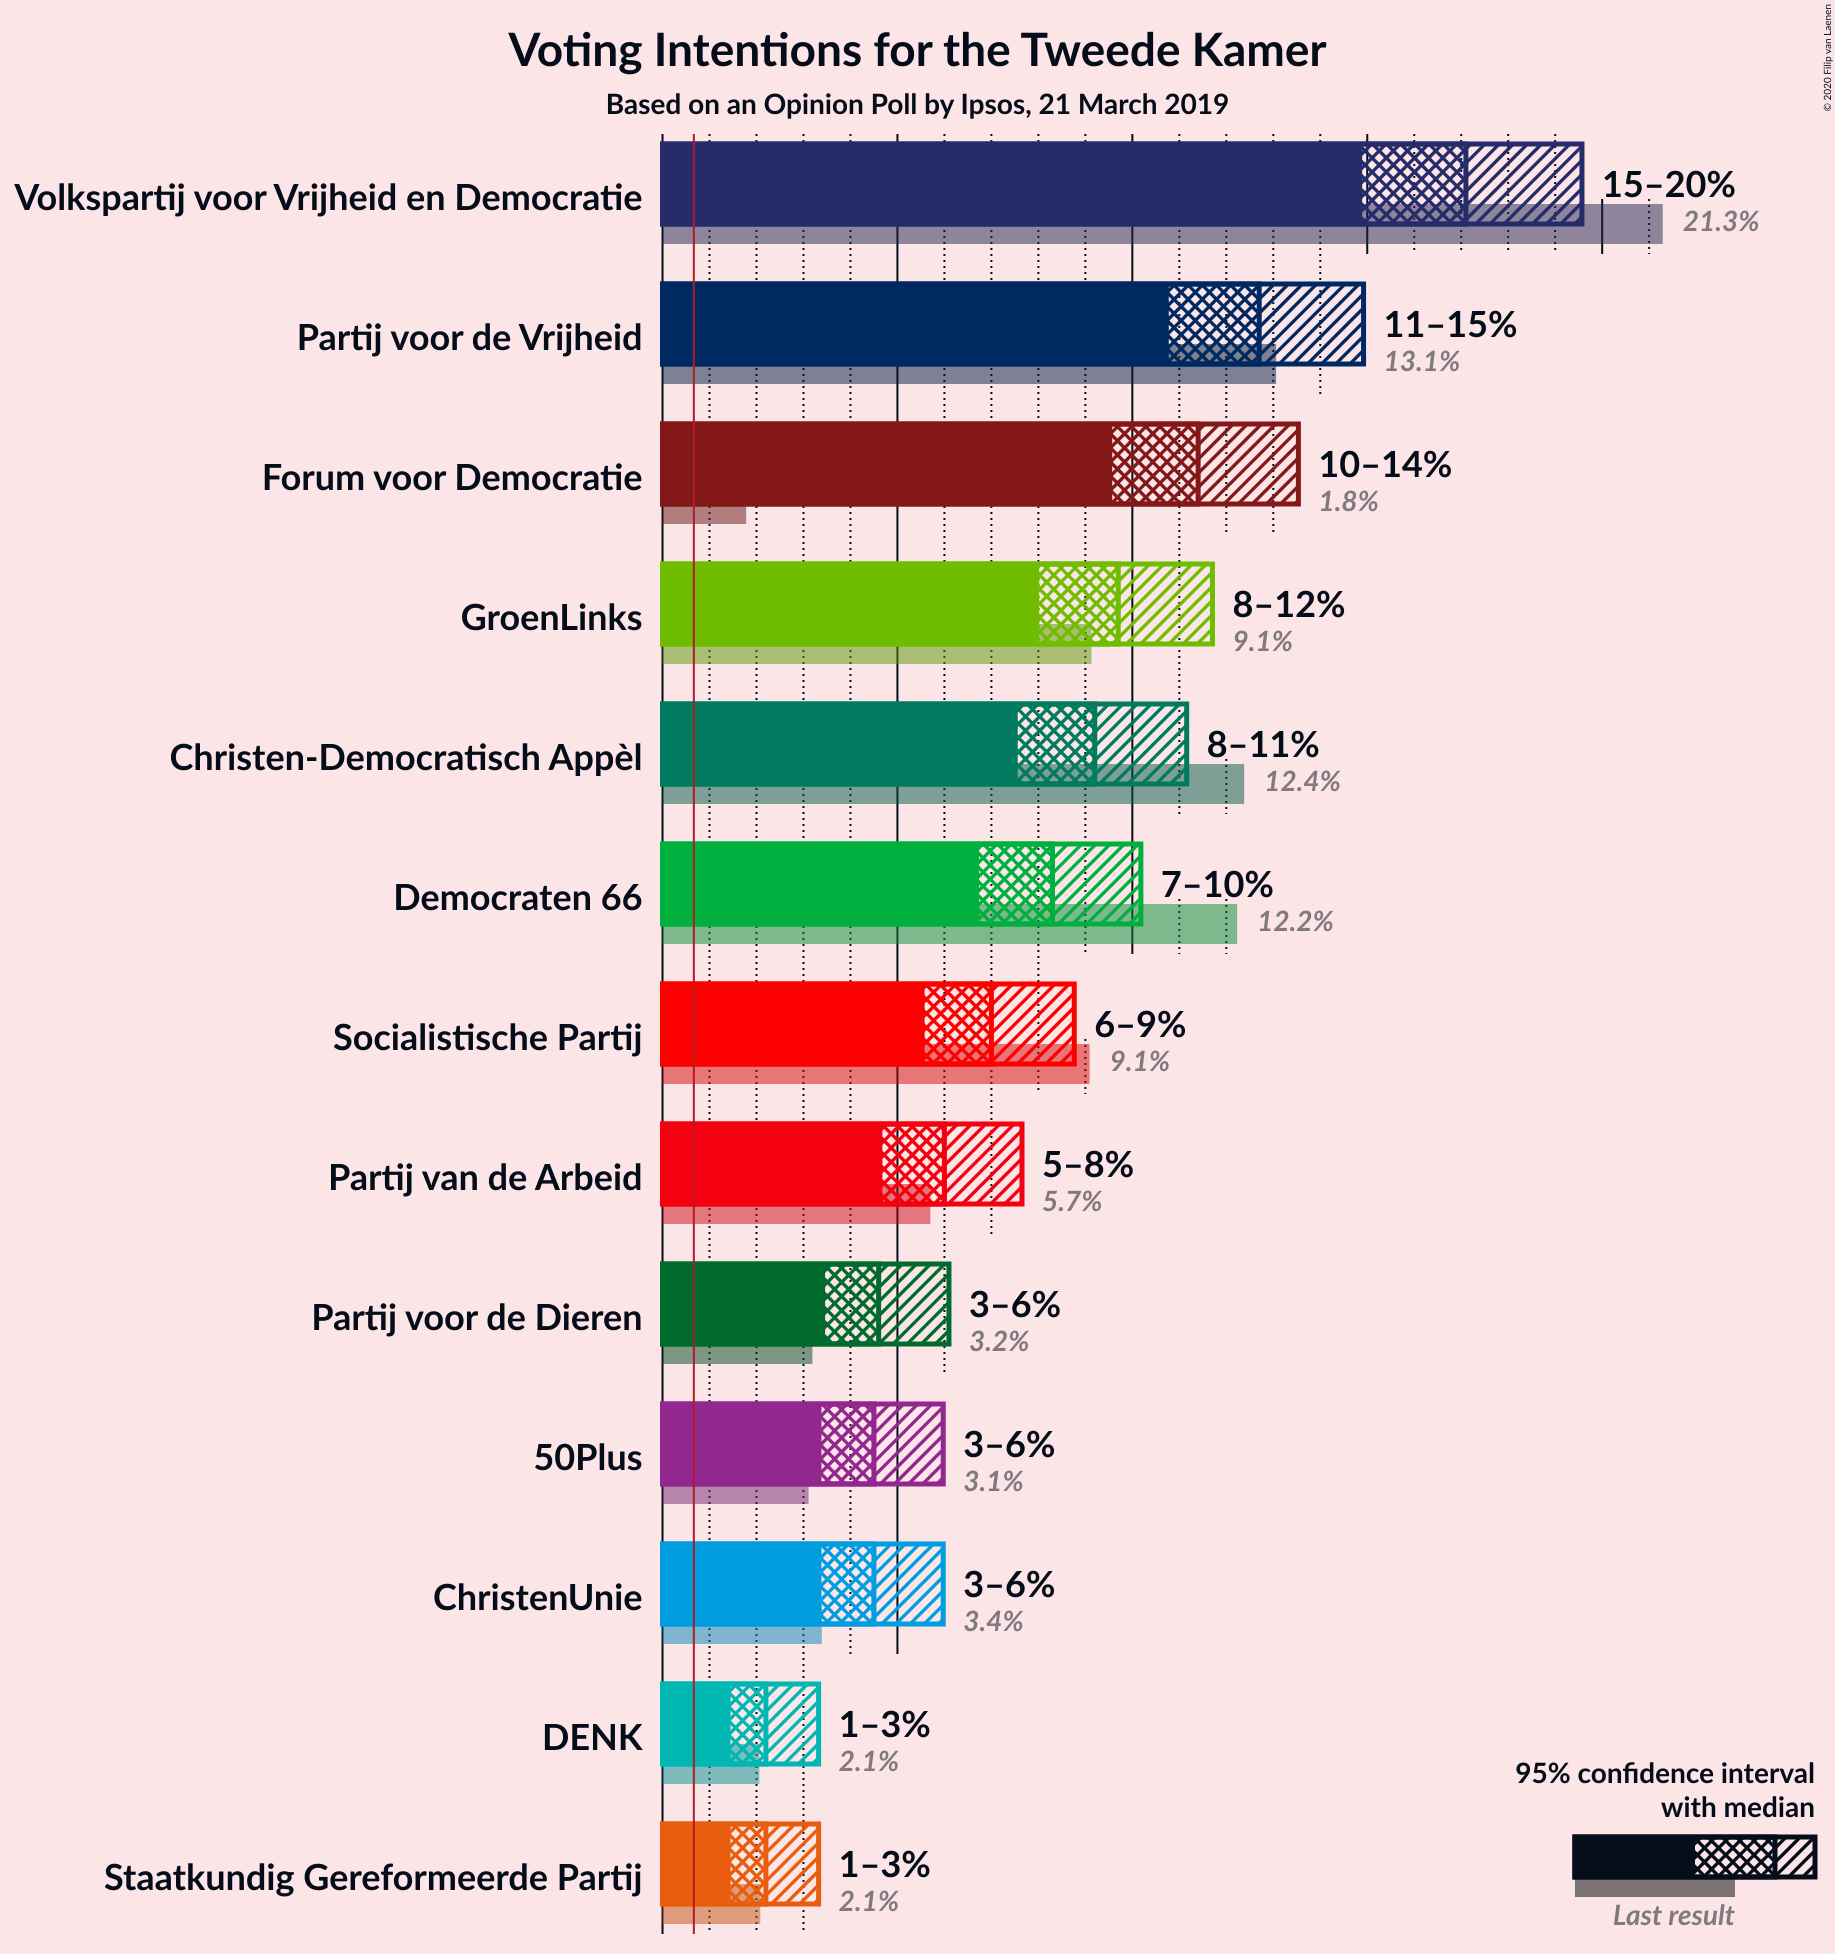 Voting Intentions for the Tweede Kamer
Based on an Opinion Poll by Ipsos, 21 March 2019
© 2020 Filip van Laenen
Volkspartij voor Vrijheid en Democratie
15–20%
21.3%
Partij voor de Vrijheid
11–15%
13.1%
Forum voor Democratie
10–14%
1.8%
GroenLinks
8–12%
9.1%
Christen-Democratisch Appèl
8–11%
12.4%
Democraten 66
7–10%
12.2%
Socialistische Partij
6–9%
9.1%
Partij van de Arbeid
5–8%
5.7%
Partij voor de Dieren
3–6%
3.2%
50Plus
3–6%
3.1%
ChristenUnie
3–6%
3.4%
DENK
1–3%
2.1%
Staatkundig Gereformeerde Partij
1–3%
2.1%
95% confidence interval
with median
Last result